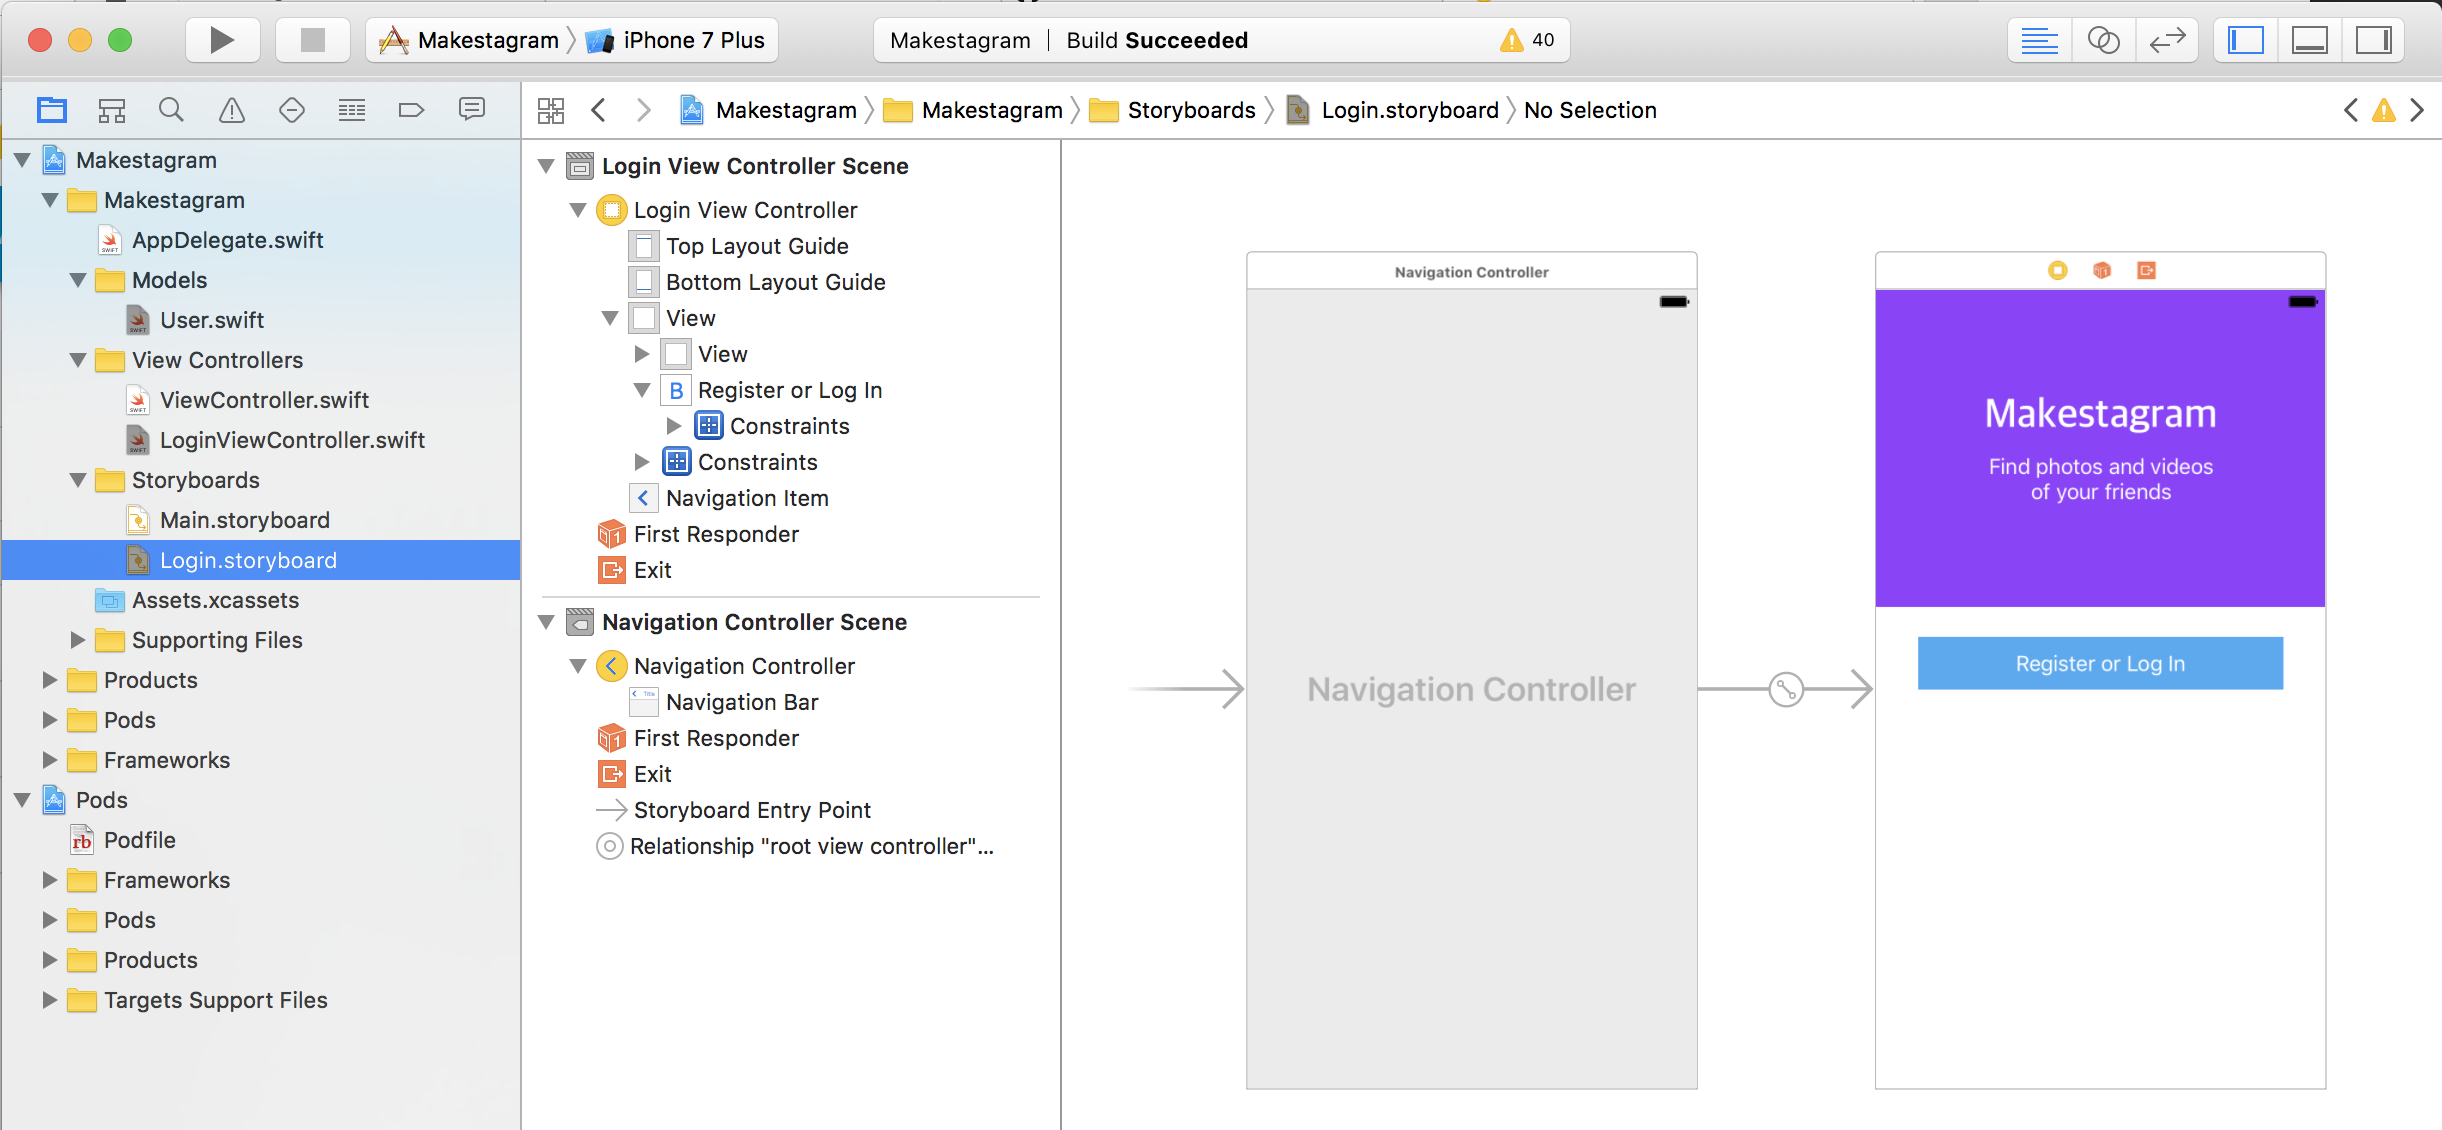 Makestagram
iPhone 7 Plus
Makestagram
Build Succeeded
40
Makestagram
Makestagram
Storyboards
Login.storyboard
No Selection
Makestagram
Makestagram
AppDelegate.swift
Models
User.swift
View Controllers
ViewController.swift
LoginViewController.swift
Storyboards
Main.storyboard
Login.storyboard
Assets.xcassets
Supporting Files
Products
Pods
Frameworks
Pods
rb
Podfile
Frameworks
Pods
Products
Targets Support Files
Login View Controller Scene
Login View Controller
Top Layout Guide
Bottom Layout Guide
View
View
B
Register or Log In
Constraints
Constraints
Navigation Item
First Responder
Exit
Navigation Controller Scene
Navigation Controller
Title
Navigation Bar
First Responder
Exit
Storyboard Entry Point
Relationship "root view controller"...
Navigation Controller
Navigation Controller
Makestagram
Find photos and videos
of your friends
Register or Log In